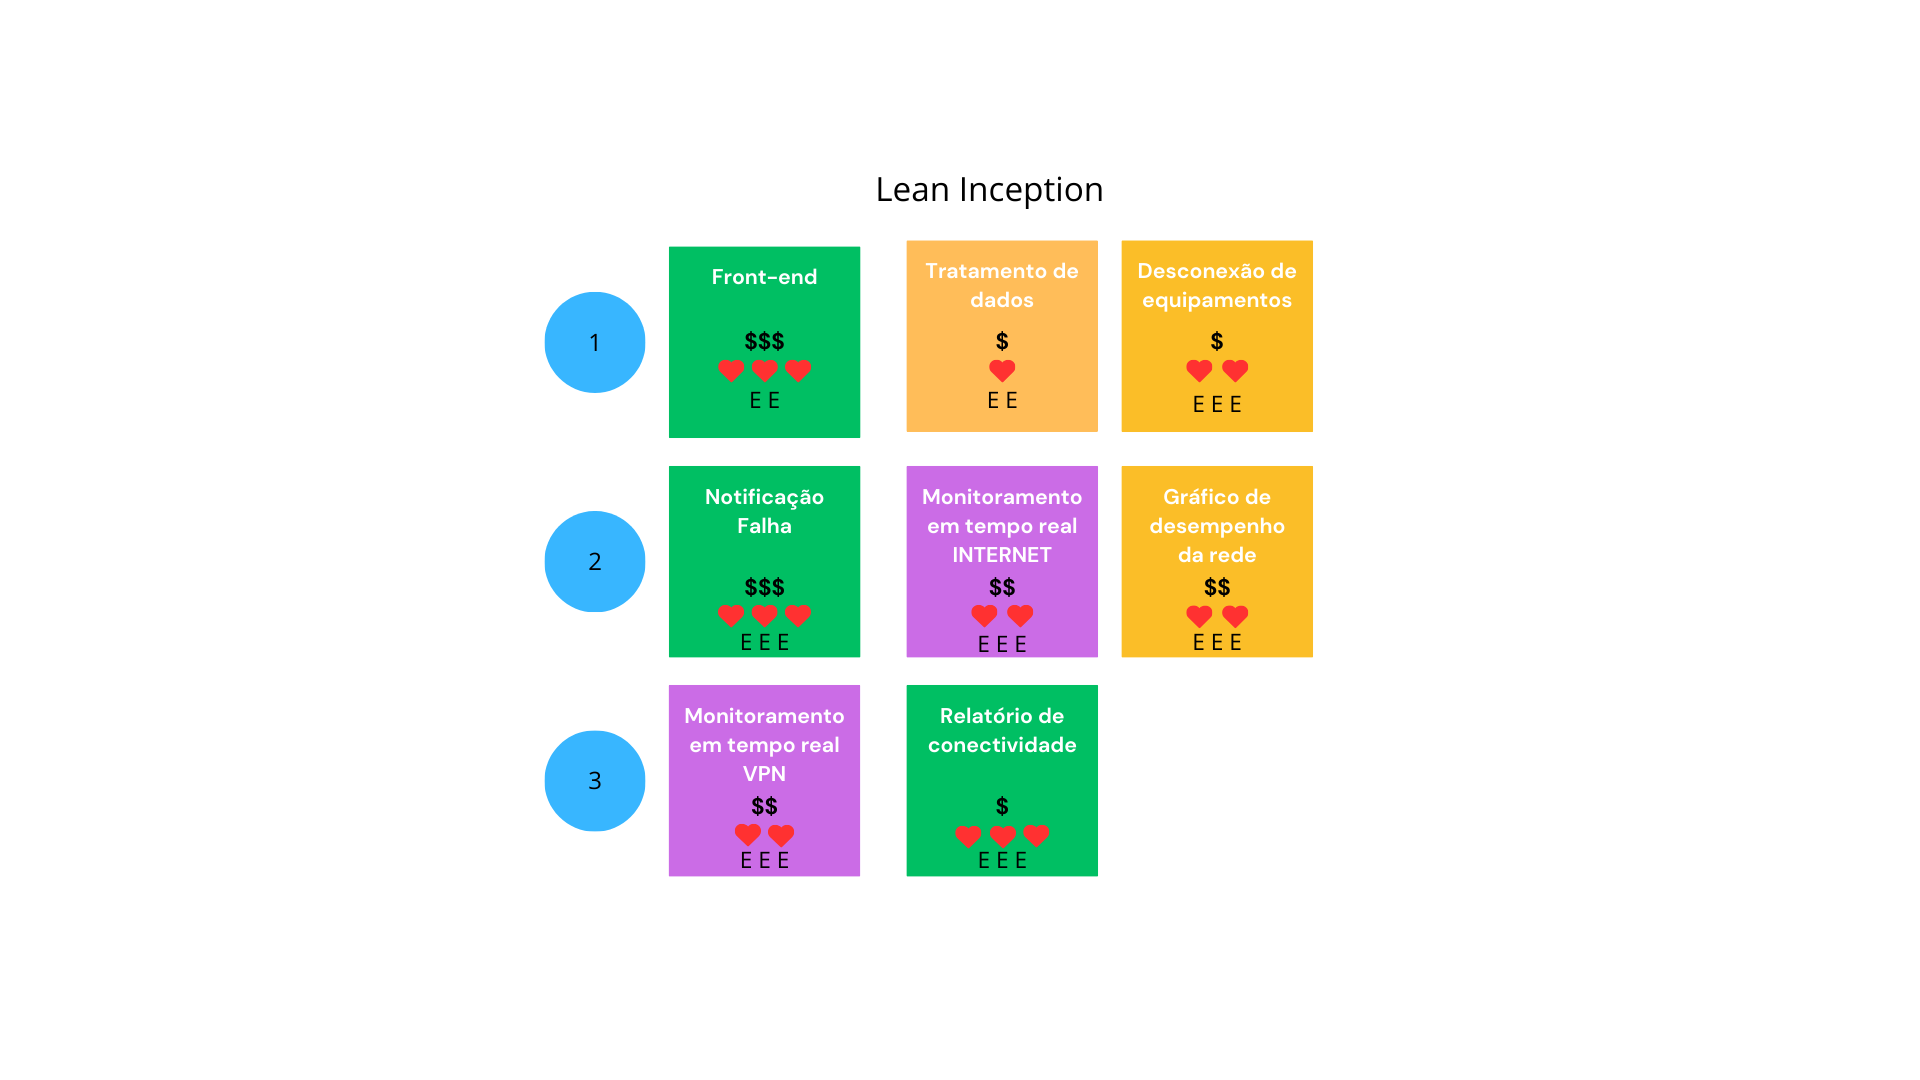 Lean Inception
1
Front-end
$$$
E E
Tratamento de
dados
$
E E
Desconexão de
equipamentos
$
E E E
2
Notificação
Falha
$$$
E E E
Monitoramento
em tempo real
INTERNET
$$
E E E
Gráfico de
desempenho
da rede
$$
E E E
3
Monitoramento
em tempo real
VPN
$$
E E E
Relatório de
conectividade
$
E E E